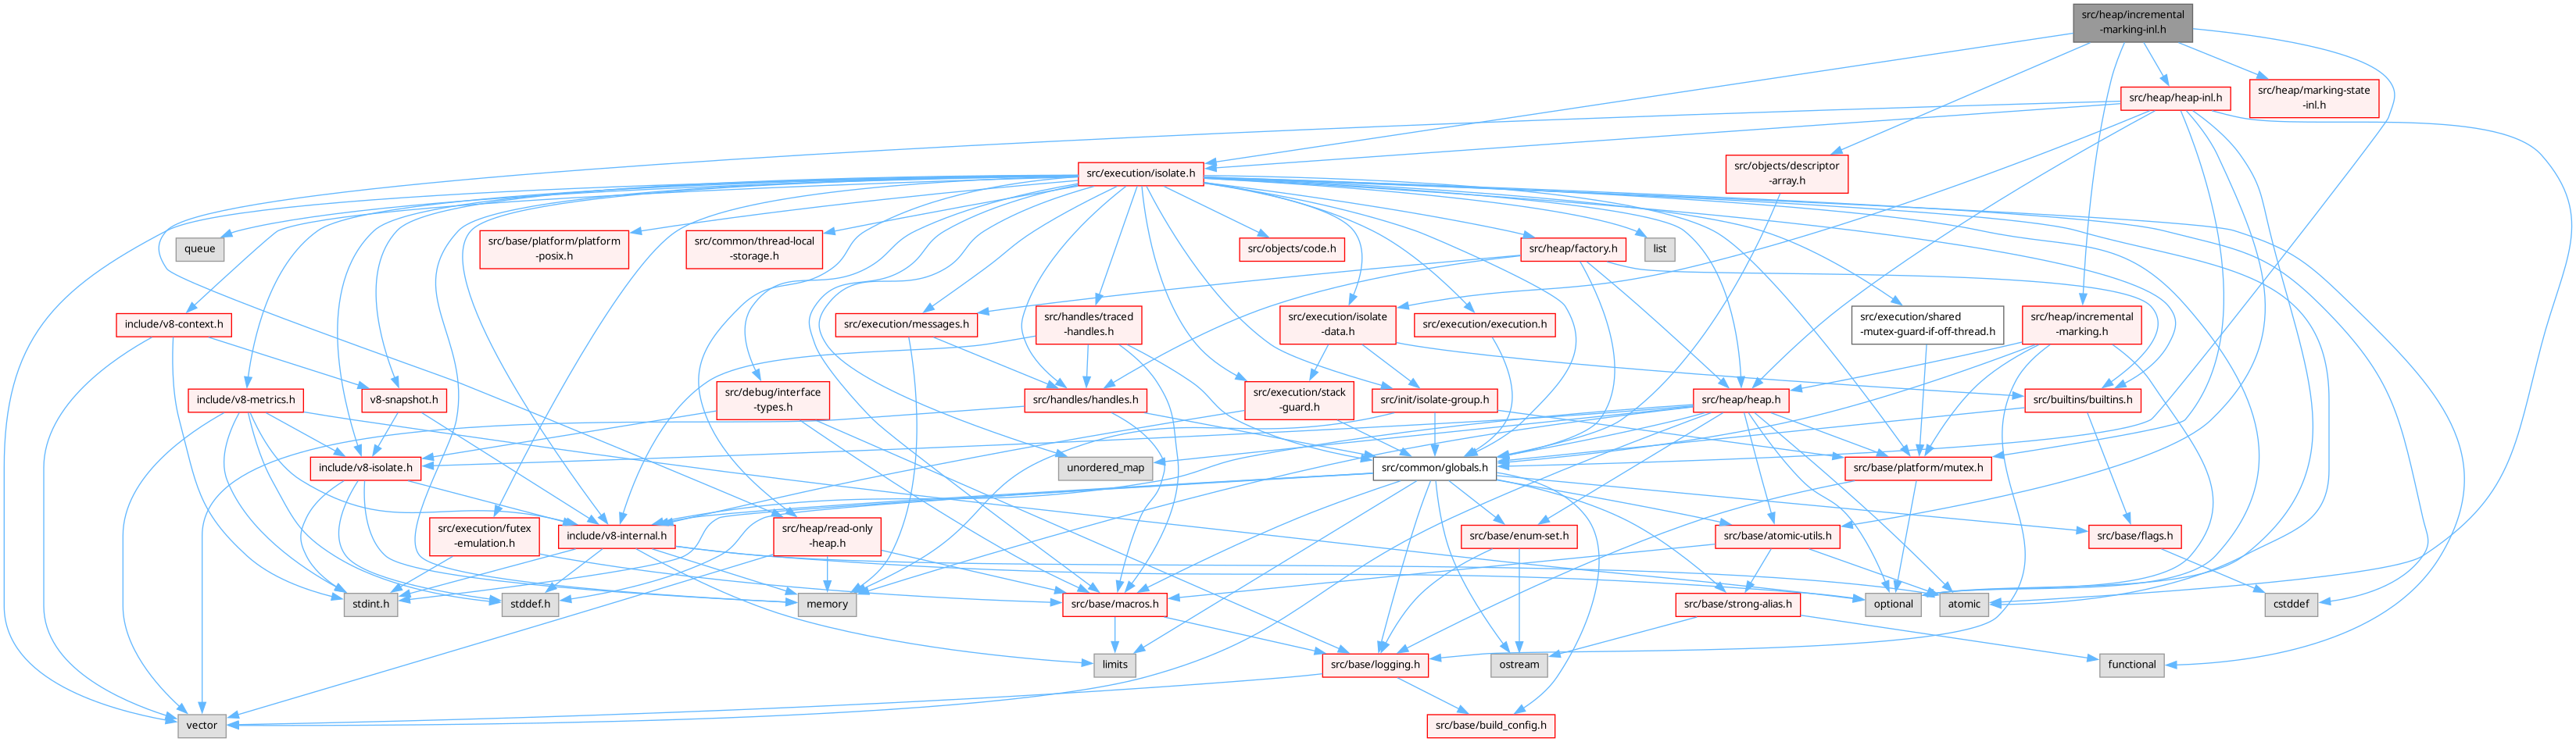 src/heap/incremental
-marking-inl.h
src/heap/heap-inl.h
src/heap/marking-state
-inl.h
src/execution/isolate.h
src/objects/descriptor
-array.h
queue
src/base/platform/platform
-posix.h
src/common/thread-local
-storage.h
src/objects/code.h
src/heap/factory.h
list
include/v8-context.h
src/execution/messages.h
src/handles/traced
-handles.h
src/execution/isolate
-data.h
src/execution/execution.h
src/execution/shared
-mutex-guard-if-off-thread.h
src/heap/incremental
-marking.h
include/v8-metrics.h
v8-snapshot.h
src/debug/interface
-types.h
src/handles/handles.h
src/execution/stack
-guard.h
src/init/isolate-group.h
src/heap/heap.h
src/builtins/builtins.h
include/v8-isolate.h
unordered_map
src/common/globals.h
src/base/platform/mutex.h
src/execution/futex
-emulation.h
include/v8-internal.h
src/heap/read-only
-heap.h
src/base/enum-set.h
src/base/atomic-utils.h
src/base/flags.h
stdint.h
stddef.h
memory
src/base/macros.h
src/base/strong-alias.h
optional
atomic
cstddef
limits
src/base/logging.h
ostream
functional
vector
src/base/build_config.h